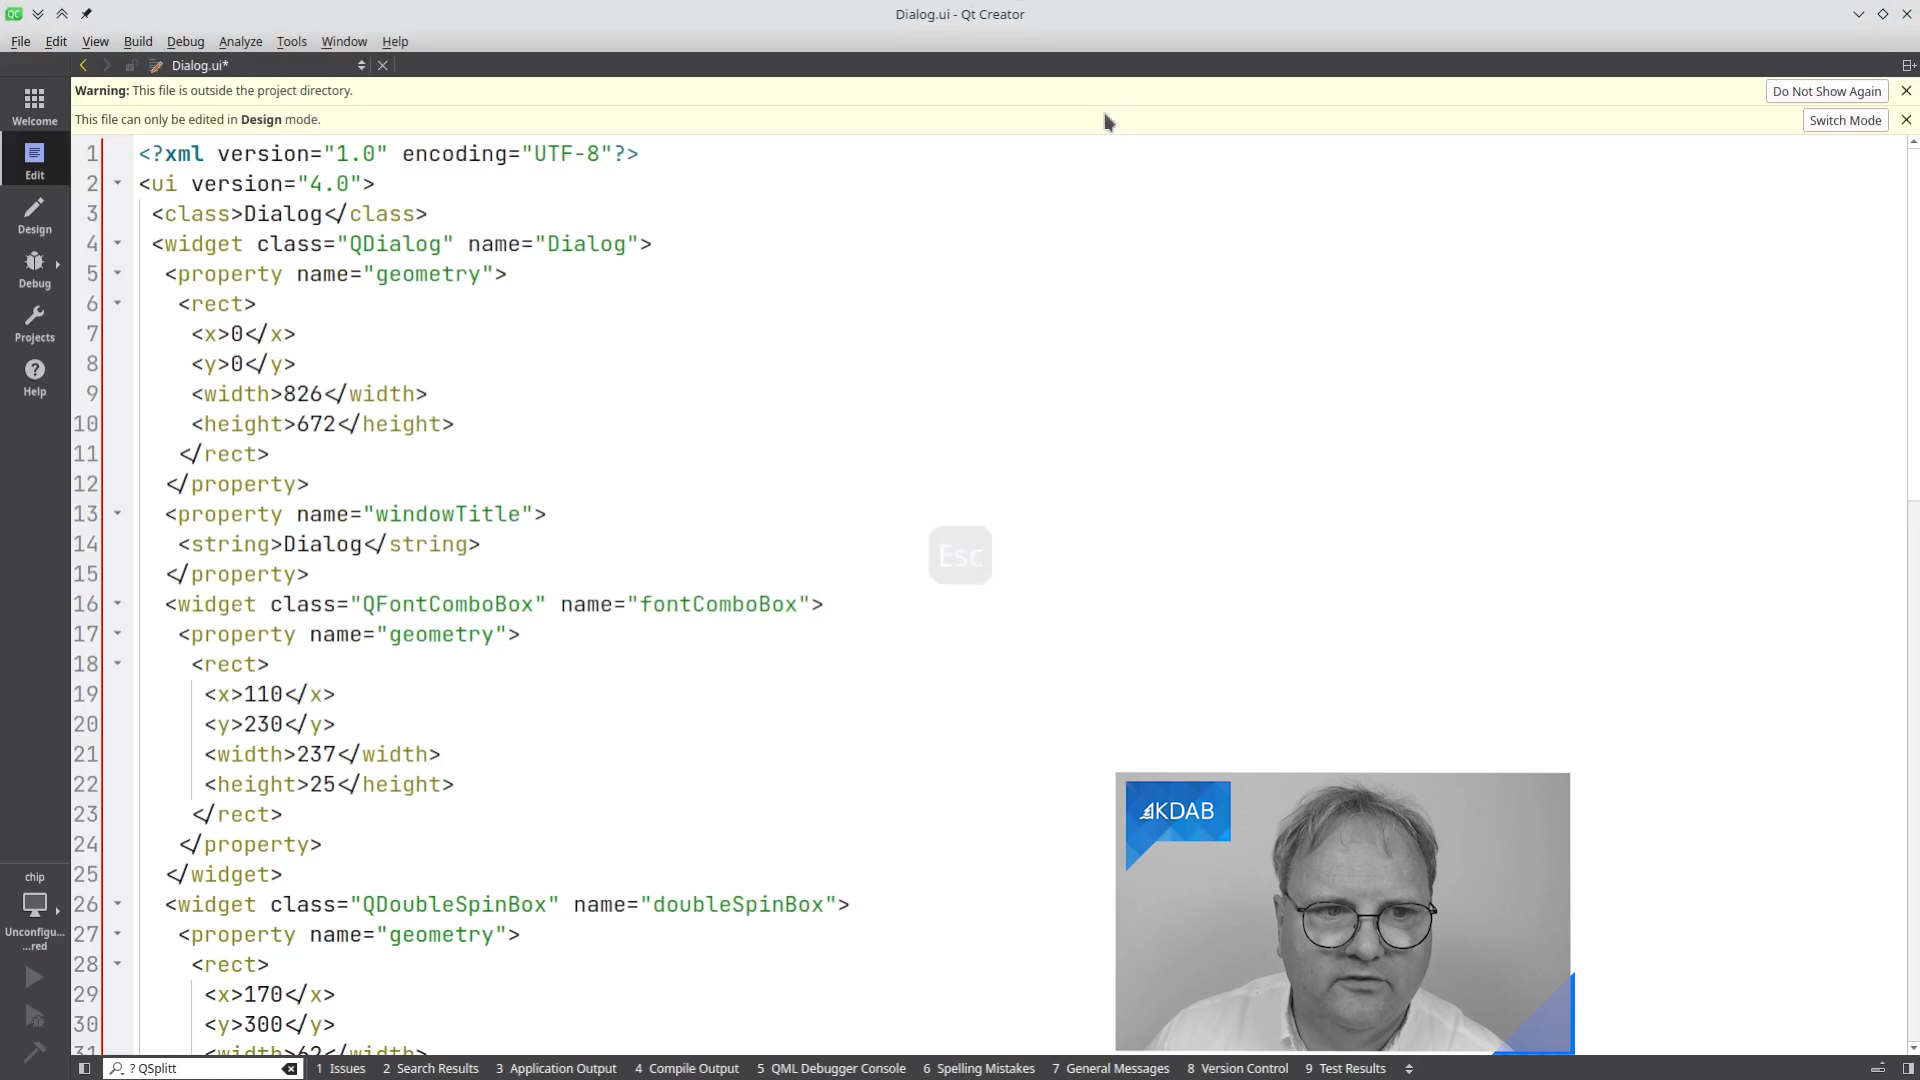 Dialog.ui - Qt Creator
File Edit View Build Debug Analyze Tools Window Help
Dialog.ui*
Warning: This file is outside the project directory.
Do Not Show Again
This file can only be edited in Design mode.
Switch Mode
Welcome
Edit
Design
Debug
Projects
Help
1 <?xml version="1.0" encoding="UTF-8"?>
2 <ui version="4.0">
3 <class>Dialog</class>
4 <widget class="QDialog" name="Dialog">
5 <property name="geometry">
6 <rect>
7 <x>0</x>
8 <y>0</y>
9 <width>826</width>
10 <height>672</height>
11 </rect>
12 </property>
13 <property name="windowTitle">
14 <string>Dialog</string>
15 </property>
16 <widget class="QFontComboBox" name="fontComboBox">
17 <property name="geometry">
18 <rect>
19 <x>110</x>
20 <y>230</y>
21 <width>237</width>
22 <height>25</height>
23 </rect>
24 </property>
25 </widget>
26 <widget class="QDoubleSpinBox" name="doubleSpinBox">
27 <property name="geometry">
28 <rect>
29 <x>170</x>
30 <y>300</y>
31 <width>62</width>
Esc
KDAB
chip
Unconfigu...
...red
? QSplitt
1 Issues 2 Search Results 3 Application Output 4 Compile Output 5 QML Debugger Console 6 Spelling Mistakes 7 General Messages 8 Version Control 9 Test Results